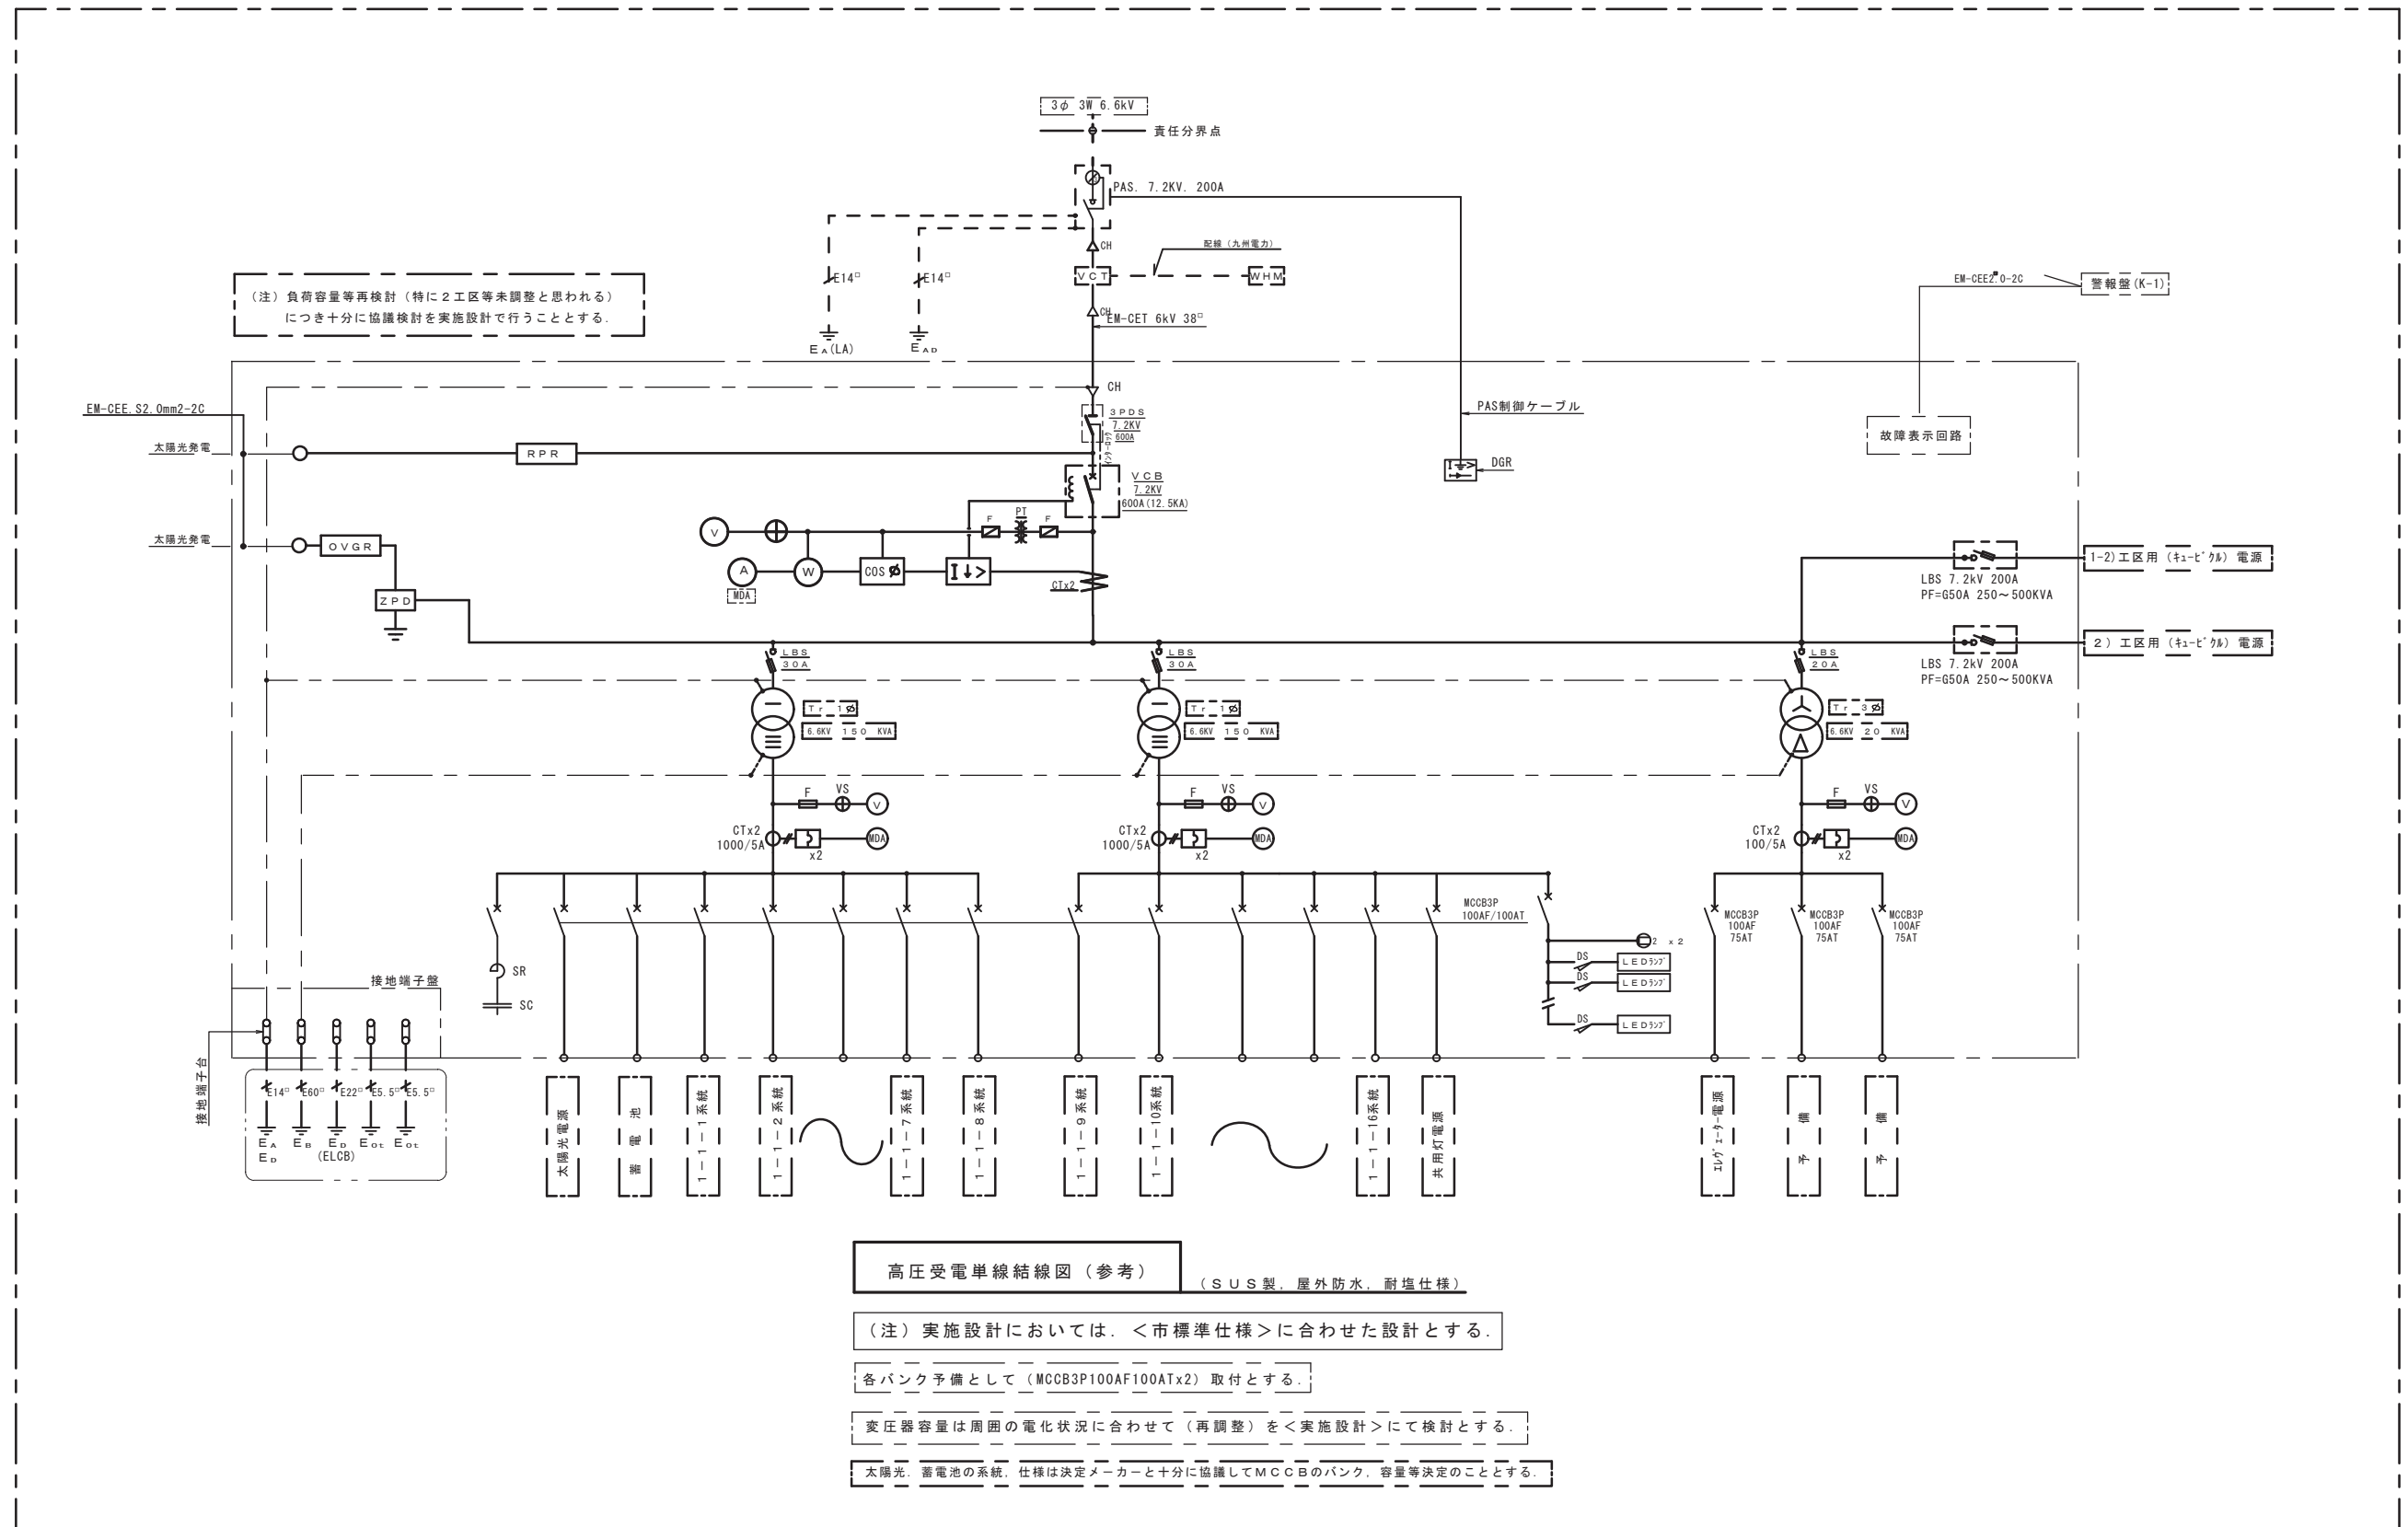 3φ 3W 6.6kV
責任分界点
PAS. 7.2KV. 200A
CH
配線（九州電力）
VCT
WHM
E14□
E14□
EA(LA)
EAD
CH
EM-CET 6kV 38□
（注）負荷容量等再検討（特に２工区等未調整と思われる）
につき十分に協議検討を実施設計で行うこととする.
EM-CEE2.0-2C
警報盤(K-1)
故障表示回路
CH
3PDS
7.2KV
600A
インターロック
PAS制御ケーブル
DGR
I
EM-CEE.S2.0mm2-2C
太陽光発電
RPR
VCB
7.2KV
600A(12.5KA)
太陽光発電
OVGR
ZPD
V
F
PT
F
A
MDA
W
COS φ
I↓>
CTx2
LBS 7.2kV 200A
PF=G50A 250～500KVA
1-2)工区用（ｷｭｰﾋﾞｸﾙ）電源
LBS 7.2kV 200A
PF=G50A 250～500KVA
２）工区用（ｷｭｰﾋﾞｸﾙ）電源
LBS
30A
Tr 1φ
6.6KV 150 KVA
LBS
30A
Tr 1φ
6.6KV 150 KVA
LBS
20A
Tr 3φ
6.6KV 20 KVA
F
VS
V
CTx2
1000/5A
x2
MDA
F
VS
V
CTx2
1000/5A
x2
MDA
F
VS
V
CTx2
100/5A
x2
MDA
MCCB3P
100AF/100AT
SR
SC
2 x 2
DS
LEDﾗﾝﾌﾟ
DS
LEDﾗﾝﾌﾟ
DS
LEDﾗﾝﾌﾟ
MCCB3P
100AF
75AT
MCCB3P
100AF
75AT
MCCB3P
100AF
75AT
接地端子盤
接地端子台
E14□
E60□
E22□
E5.5□
E5.5□
EA
ED
EB
ED
(ELCB)
EOt
EOt
太陽光電源
蓄電池
１－１－１系統
１－１－２系統
１－１－７系統
１－１－８系統
１－１－９系統
１－１－10系統
１－１－16系統
共用灯電源
ｴﾚｳﾞｪｰﾀｰ電源
予備
予備
高圧受電単線結線図（参考）
（ＳＵＳ製，屋外防水，耐塩仕様）
（注）実施設計においては．＜市標準仕様＞に合わせた設計とする．
各バンク予備として（MCCB3P100AF100ATx2）取付とする．
変圧器容量は周囲の電化状況に合わせて（再調整）を＜実施設計＞にて検討とする．
太陽光．蓄電池の系統，仕様は決定メーカーと十分に協議してＭＣＣＢのバンク，容量等決定のこととする．